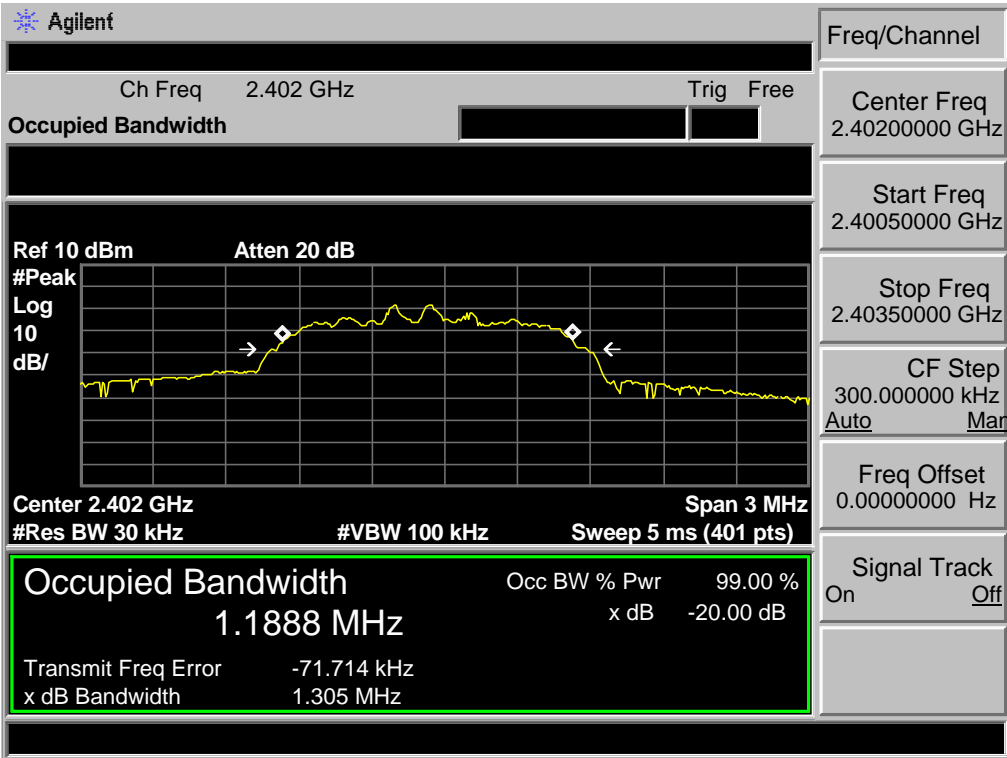 Agilent
Freq/Channel
Ch Freq 2.402 GHz Trig Free
Occupied Bandwidth
Center Freq
2.40200000 GHz
Start Freq
2.40050000 GHz
Ref 10 dBm Atten 20 dB
#Peak
Log
10
dB/
Stop Freq
2.40350000 GHz
CF Step
300.000000 kHz
Auto Man
Freq Offset
0.00000000 Hz
Center 2.402 GHz Span 3 MHz
#Res BW 30 kHz #VBW 100 kHz Sweep 5 ms (401 pts)
Signal Track
On Off
Occupied Bandwidth
1.1888 MHz
Occ BW % Pwr 99.00 %
x dB -20.00 dB
Transmit Freq Error -71.714 kHz
x dB Bandwidth 1.305 MHz